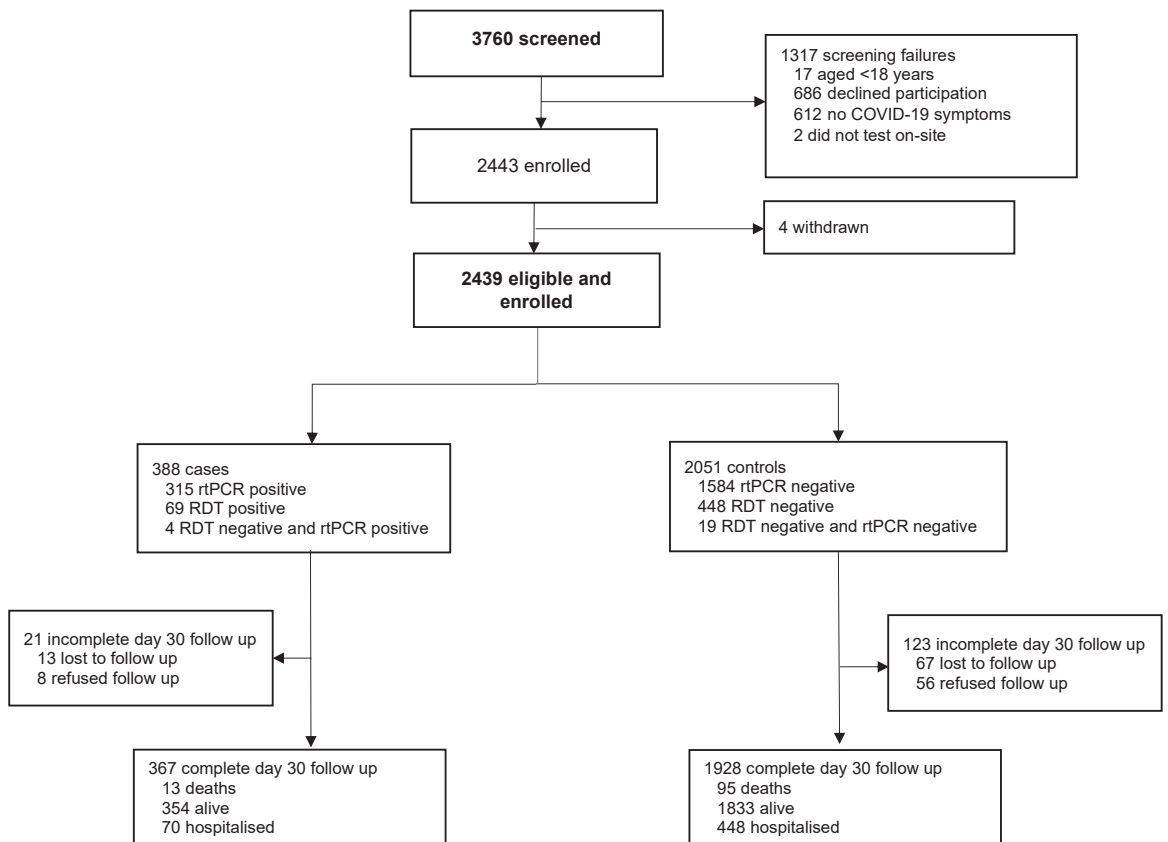 3760 screened
1317 screening failures
17 aged <18 years
686 declined participation
612 no COVID-19 symptoms
2 did not test on-site
2443 enrolled
4 withdrawn
2439 eligible and
enrolled
388 cases
315 rtPCR positive
69 RDT positive
4 RDT negative and rtPCR positive
2051 controls
1584 rtPCR negative
448 RDT negative
19 RDT negative and rtPCR negative
21 incomplete day 30 follow up
13 lost to follow up
8 refused follow up
123 incomplete day 30 follow up
67 lost to follow up
56 refused follow up
367 complete day 30 follow up
13 deaths
354 alive
70 hospitalised
1928 complete day 30 follow up
95 deaths
1833 alive
448 hospitalised